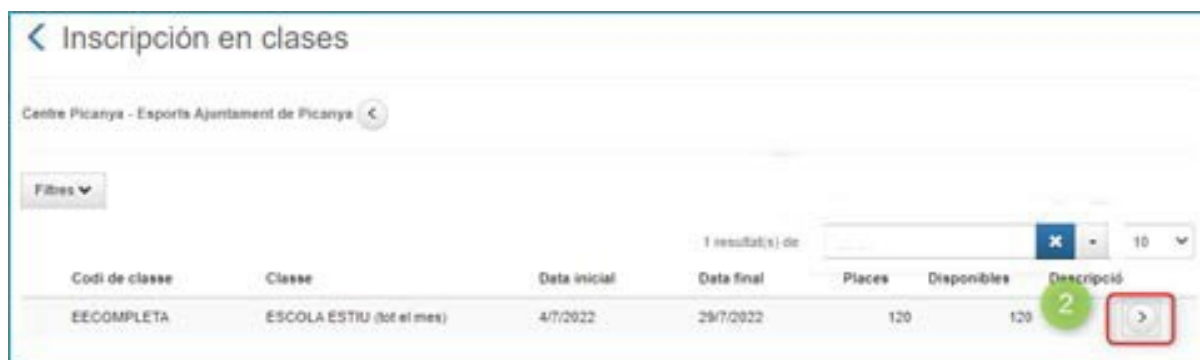 Inscripción en clases
Centre Picanya - Esports Ajuntament de Picanya
Filtres
1 resultat(s) de
10
Codi de classe Classe Data inicial Data final Places Disponibles Descripció
EECOMPLETA ESCOLA ESTIU (tot el mes) 4/7/2022 29/7/2022 120 120 2